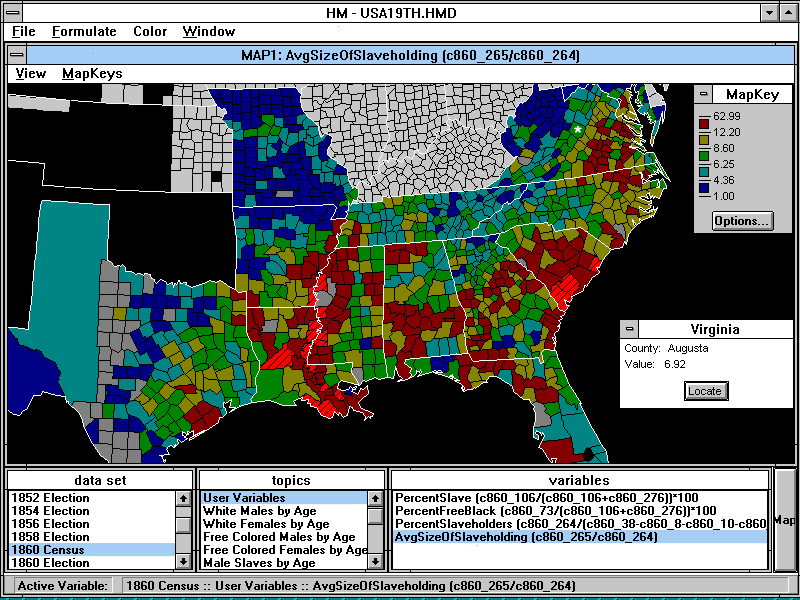 HM - USA19TH.HMD
File Formulate Color Window
MAP1: AvgSizeOfSlaveholding (c860_265/c860_264)
View MapKeys
MapKey
62.99
12.20
8.60
6.25
4.36
1.00
Options...
Virginia
County: Augusta
Value: 6.92
Locate
data set
1852 Election
1854 Election
1856 Election
1858 Election
1860 Census
1860 Election
topics
User Variables
White Males by Age
White Females by Age
Free Colored Males by Age
Free Colored Females by Age
Male Slaves by Age
variables
PercentSlave (c860_106/(c860_106+c860_276))*100
PercentFreeBlack (c860_73/(c860_106+c860_276))*100
PercentSlaveholders (c860_264/(c860_38-c860_8-c860_10-c860
AvgSizeOfSlaveholding (c860_265/c860_264)
Map
Active Variable: 1860 Census :: User Variables :: AvgSizeOfSlaveholding (c860_265/c860_264)